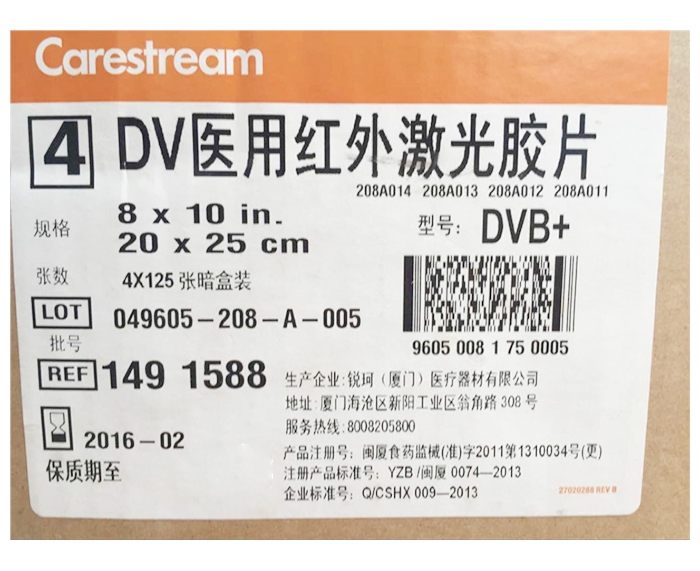 Carestream
4 DV医用红外激光胶片
208A014 208A013 208A012 208A011
规格 8 x 10 in.
20 x 25 cm
型号: DVB+
张数 4X125 张暗盒装
LOT 049605-208-A-005
批号
9605 008 1 75 0005
REF 149 1588
生产企业:锐珂(厦门)医疗器材有限公司
地址:厦门海沧区新阳工业区翁角路 308 号
服务热线:8008205800
2016-02
保质期至
产品注册号: 闽厦食药监械(准)字2011第1310034号(更)
注册产品标准号: YZB /闽厦 0074—2013
企业标准号: Q/CSHX 009—2013
27020288 REV B